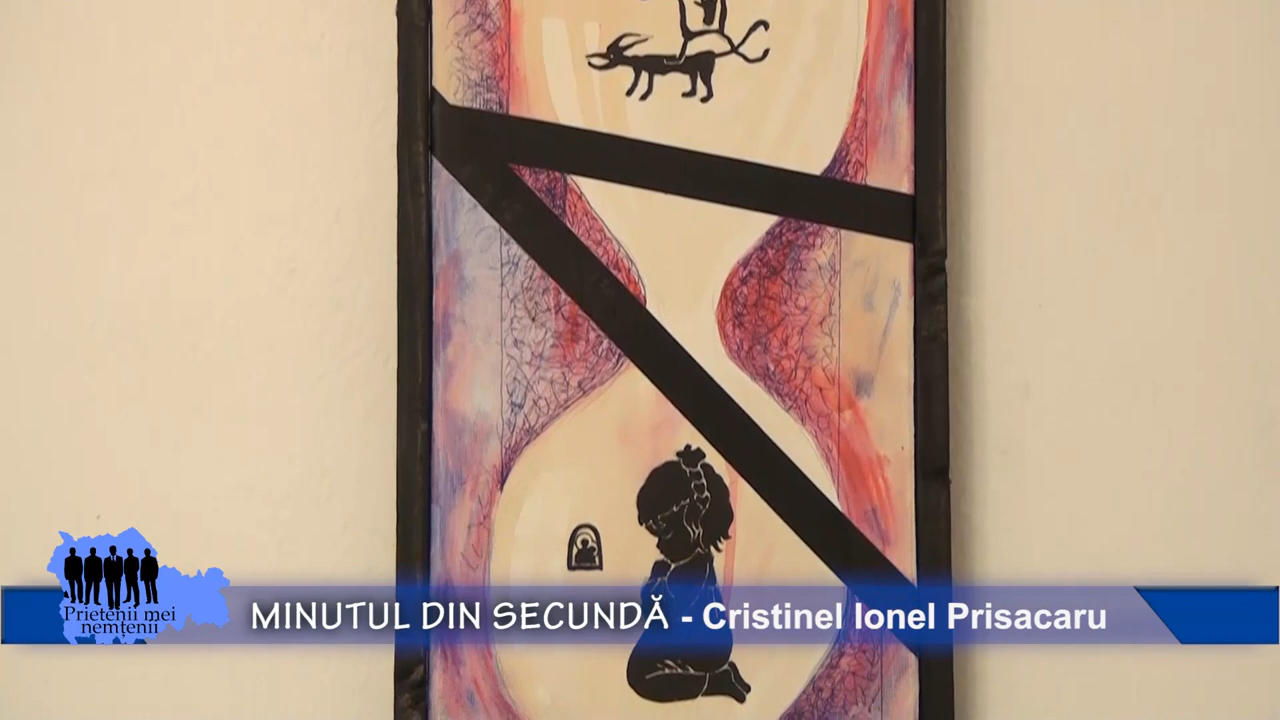 Prietenii mei
nemțenii
MINUTUL DIN SECUNDĂ - Cristinel Ionel Prisacaru